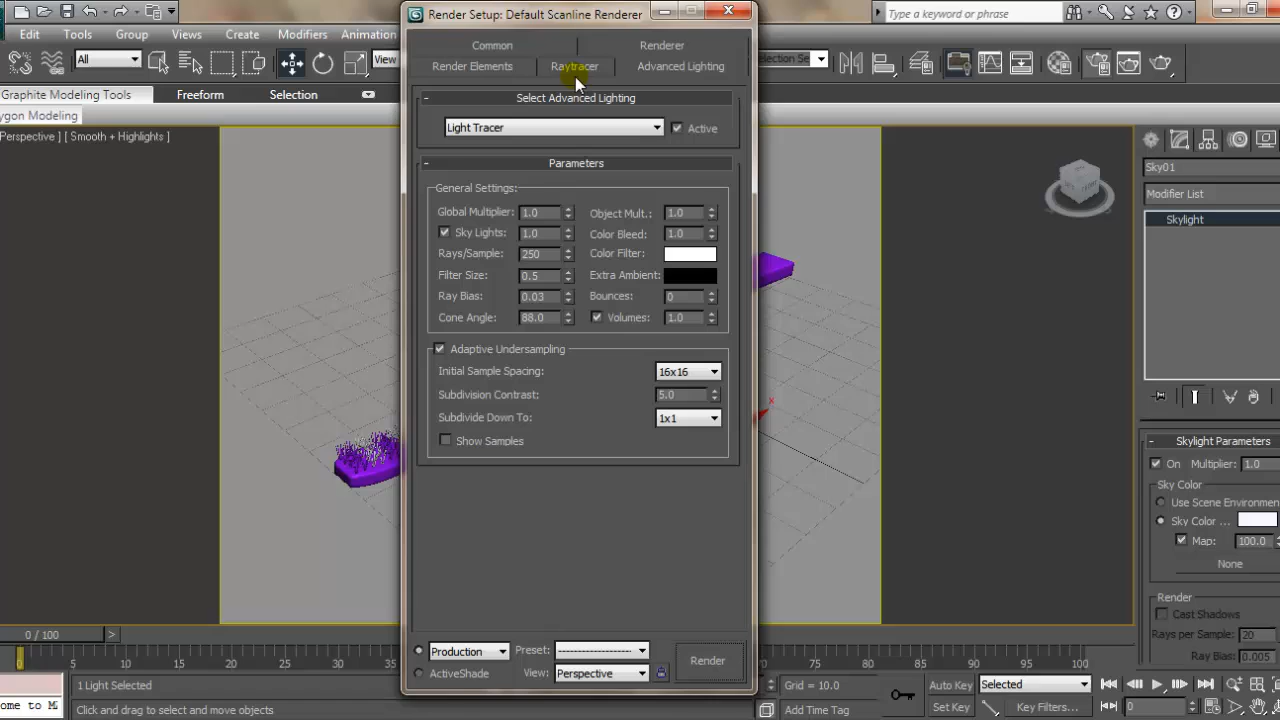 Render Setup: Default Scanline Renderer
Type a keyword or phrase
Edit Tools Group Views Create Modifiers Animation
Common Renderer
Render Elements Raytracer Advanced Lighting
All
View
Selection Se
Graphite Modeling Tools Freeform Selection
ygon Modeling
Perspective ] [ Smooth + Highlights ]
- Select Advanced Lighting
Light Tracer Active
- Parameters
General Settings:
Global Multiplier: 1.0 Object Mult.: 1.0
Sky Lights: 1.0 Color Bleed: 1.0
Rays/Sample: 250 Color Filter:
Filter Size: 0.5 Extra Ambient:
Ray Bias: 0.03 Bounces: 0
Cone Angle: 88.0 Volumes: 1.0
Adaptive Undersampling
Initial Sample Spacing: 16x16
Subdivision Contrast: 5.0
Subdivide Down To: 1x1
Show Samples
x
Sky01
Modifier List
Skylight
- Skylight Parameters
On Multiplier: 1.0
Sky Color
Use Scene Environmen
Sky Color ...
Map: 100.0
None
Render
Cast Shadows
Rays per Sample: 20
Ray Bias: 0.005
Production Preset: --------------------
ActiveShade View: Perspective
Render
0 / 100 >
0 5 10 15 20 25 30 35 70 75 80 85 90 95 100
1 Light Selected
Click and drag to select and move objects
ome to M
Grid = 10.0
Add Time Tag
Auto Key Selected
Set Key Key Filters...
0